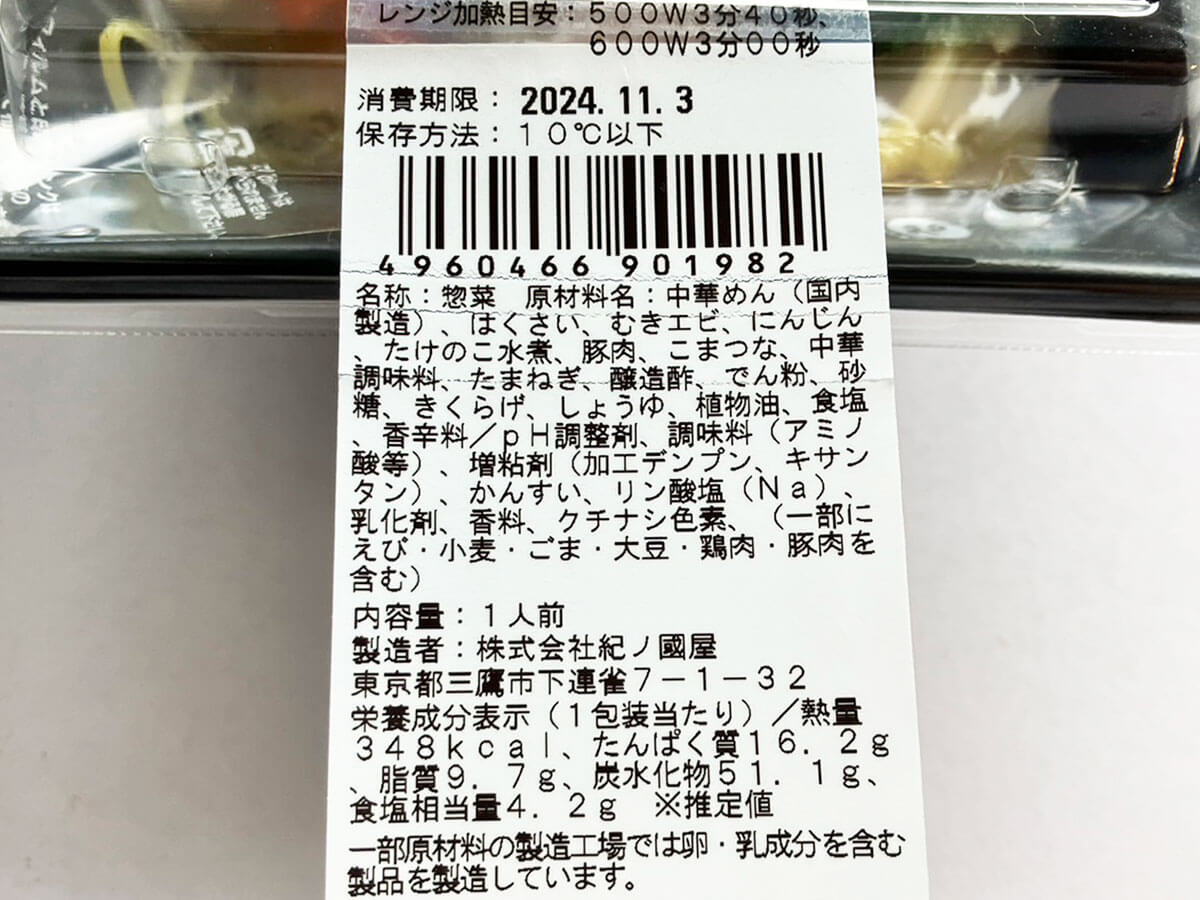 レンジ加熱目安：５００Ｗ３分４０秒、
６００Ｗ３分００秒
消費期限： 2024. 11. 3
保存方法：１０℃以下
4960466 901982
名称：惣菜　原材料名：中華めん（国内
製造）、はくさい、むきエビ、にんじん
、たけのこ水煮、豚肉、こまつな、中華
調味料、たまねぎ、醸造酢、でん粉、砂
糖、きくらげ、しょうゆ、植物油、食塩
、香辛料／ｐＨ調整剤、調味料（アミノ
酸等）、増粘剤（加工デンプン、キサン
タン）、かんすい、リン酸塩（Ｎａ）、
乳化剤、香料、クチナシ色素、（一部に
えび・小麦・ごま・大豆・鶏肉・豚肉を
含む）
内容量：１人前
製造者：株式会社紀ノ國屋
東京都三鷹市下連雀７－１－３２
栄養成分表示（１包装当たり）／熱量
３４８ｋｃａｌ、たんぱく質１６．２ｇ
、脂質９．７ｇ、炭水化物５１．１ｇ、
食塩相当量４．２ｇ　※推定値
一部原材料の製造工場では卵・乳成分を含む
製品を製造しています。